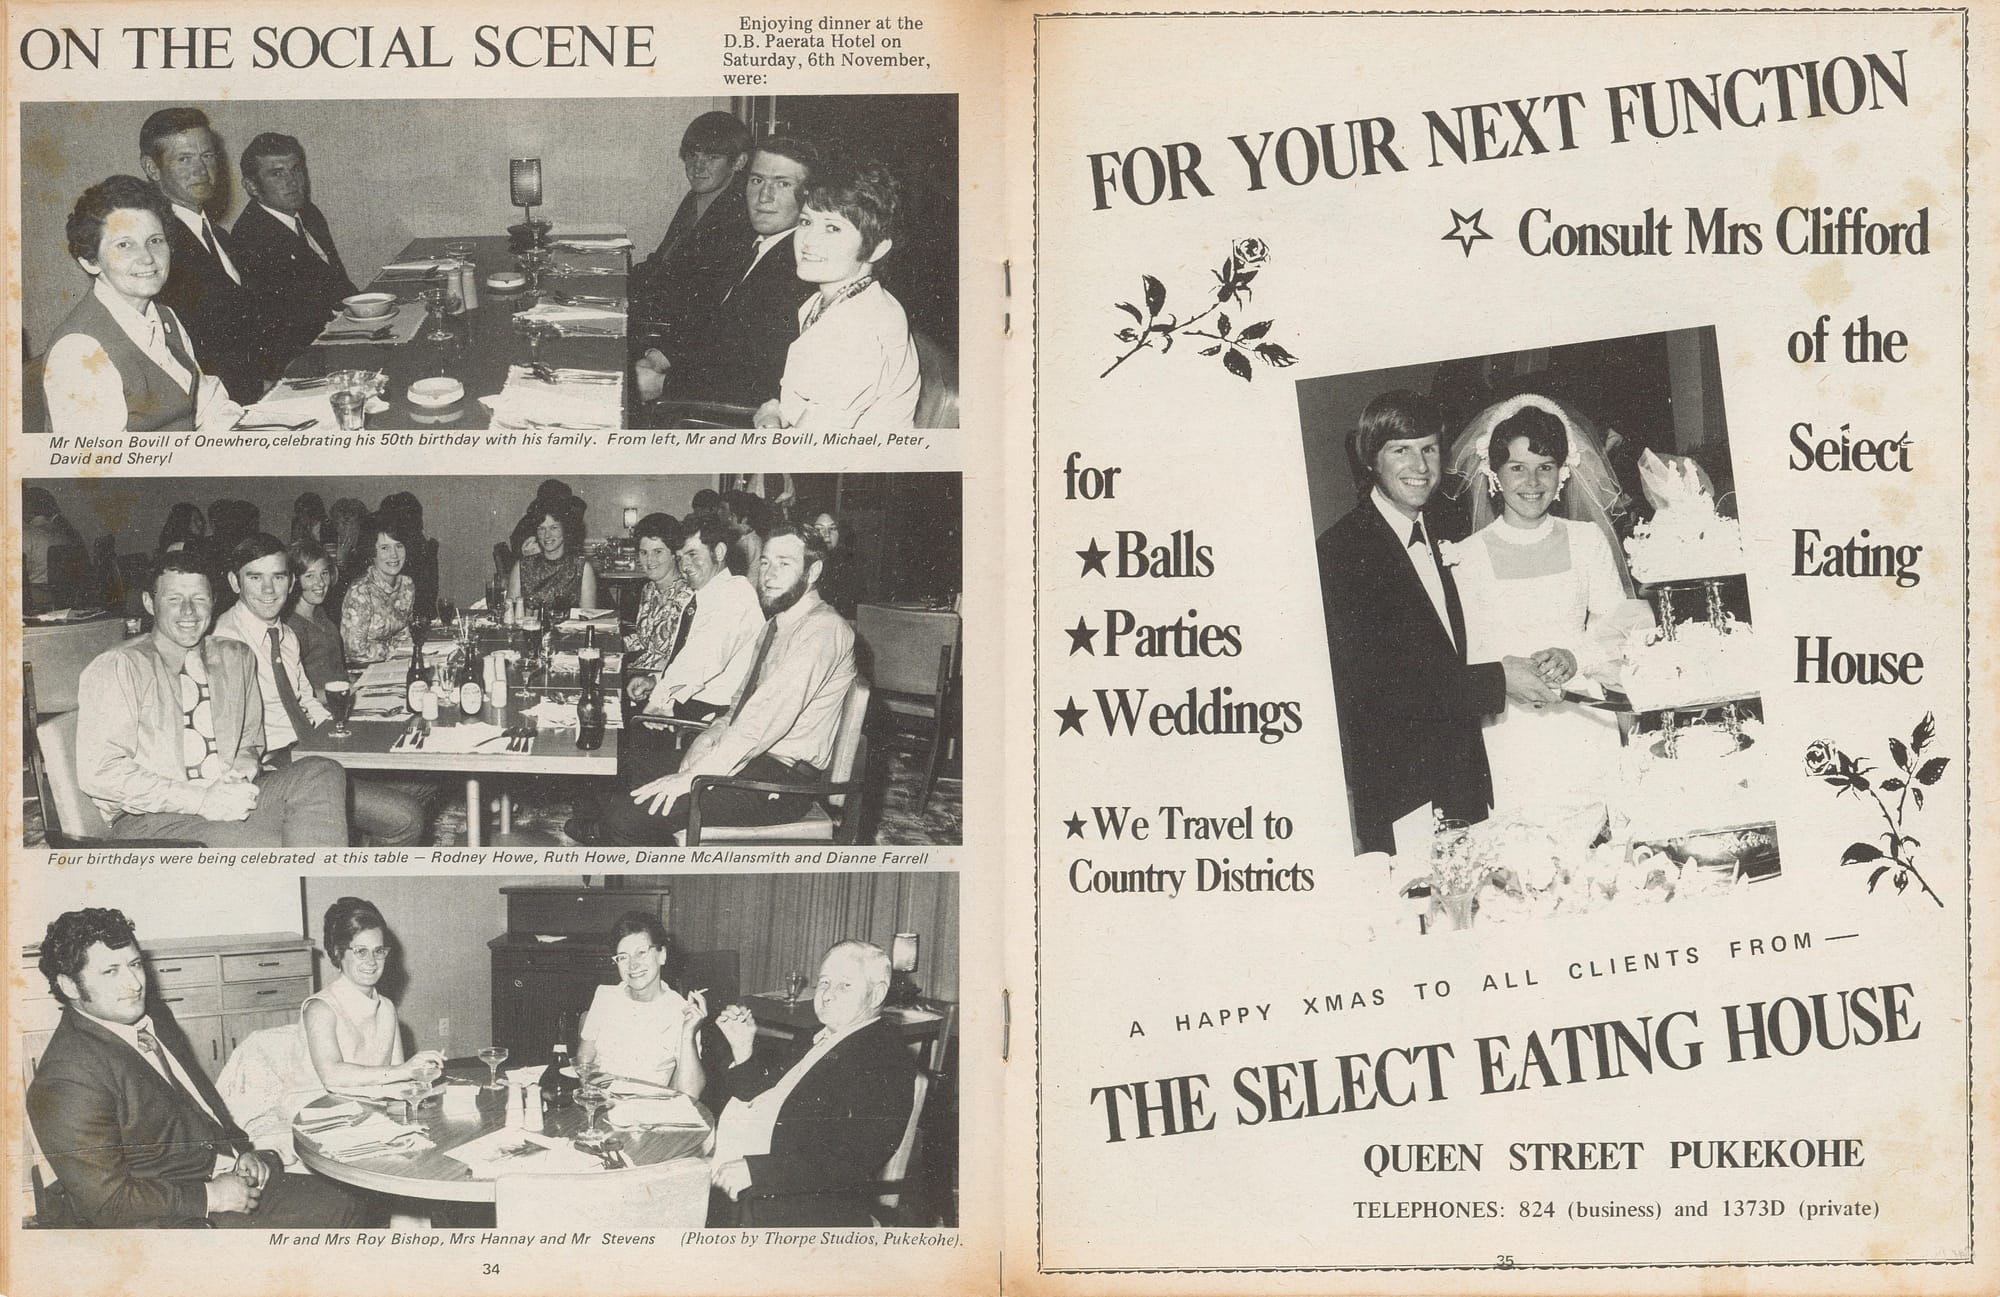 ON THE SOCIAL SCENE
Enjoying dinner at the
D.B. Paerata Hotel on
Saturday, 6th November,
were:
Mr Nelson Bovill of Onewhero, celebrating his 50th birthday with his family. From left, Mr and Mrs Bovill, Michael, Peter,
David and Sheryl
Four birthdays were being celebrated at this table — Rodney Howe, Ruth Howe, Dianne McAllansmith and Dianne Farrell
Mr and Mrs Roy Bishop, Mrs Hannay and Mr Stevens (Photos by Thorpe Studios, Pukekohe).
34
FOR YOUR NEXT FUNCTION
☆ Consult Mrs Clifford
of the
Select
Eating
House
for
★ Balls
★ Parties
★ Weddings
★ We Travel to
Country Districts
A HAPPY XMAS TO ALL CLIENTS FROM —
THE SELECT EATING HOUSE
QUEEN STREET PUKEKOHE
TELEPHONES: 824 (business) and 1373D (private)
35